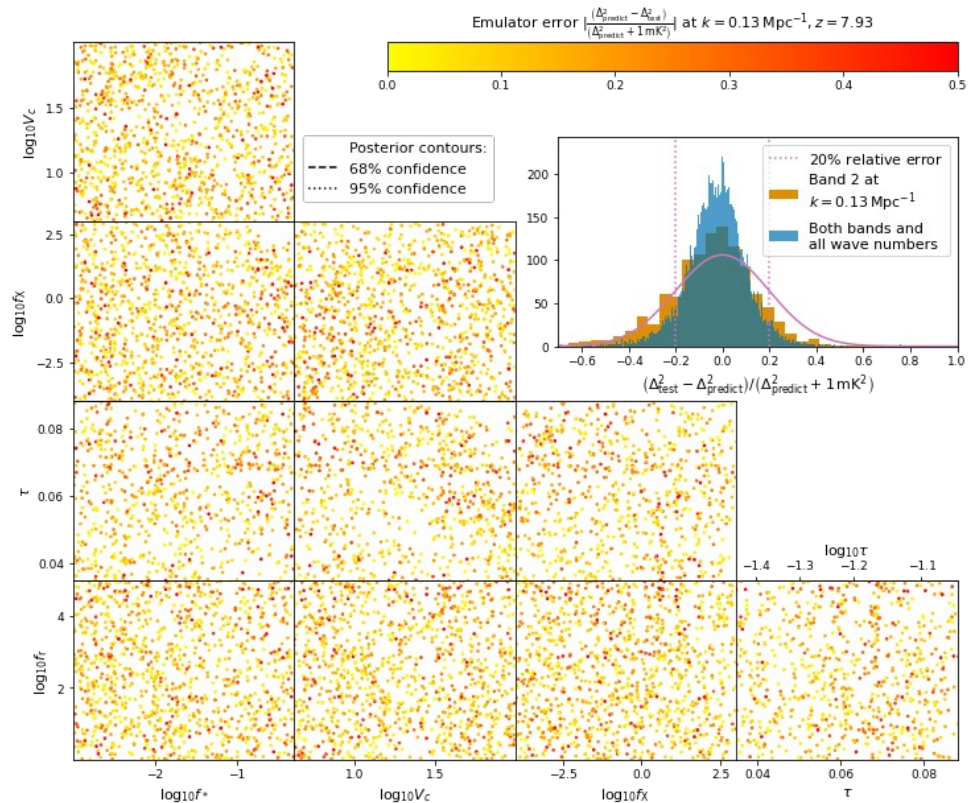 Emulator error |(Δ²predict − Δ²test)/(Δ²predict + 1 mK²)| at k = 0.13 Mpc⁻¹, z = 7.93
0.0 0.1 0.2 0.3 0.4 0.5
log₁₀Vc
1.5
1.0
Posterior contours:
68% confidence
95% confidence
200
150
100
50
0
20% relative error
Band 2 at
k = 0.13 Mpc⁻¹
Both bands and
all wave numbers
−0.6 −0.4 −0.2 0.0 0.2 0.4 0.6 0.8 1.0
(Δ²test − Δ²predict)/(Δ²predict + 1 mK²)
log₁₀fX
2.5
0.0
−2.5
τ
0.08
0.06
0.04
log₁₀τ
−1.4 −1.3 −1.2 −1.1
log₁₀fr
4
2
−2 −1 1.0 1.5 −2.5 0.0 2.5 0.04 0.06 0.08
log₁₀f* log₁₀Vc log₁₀fX τ